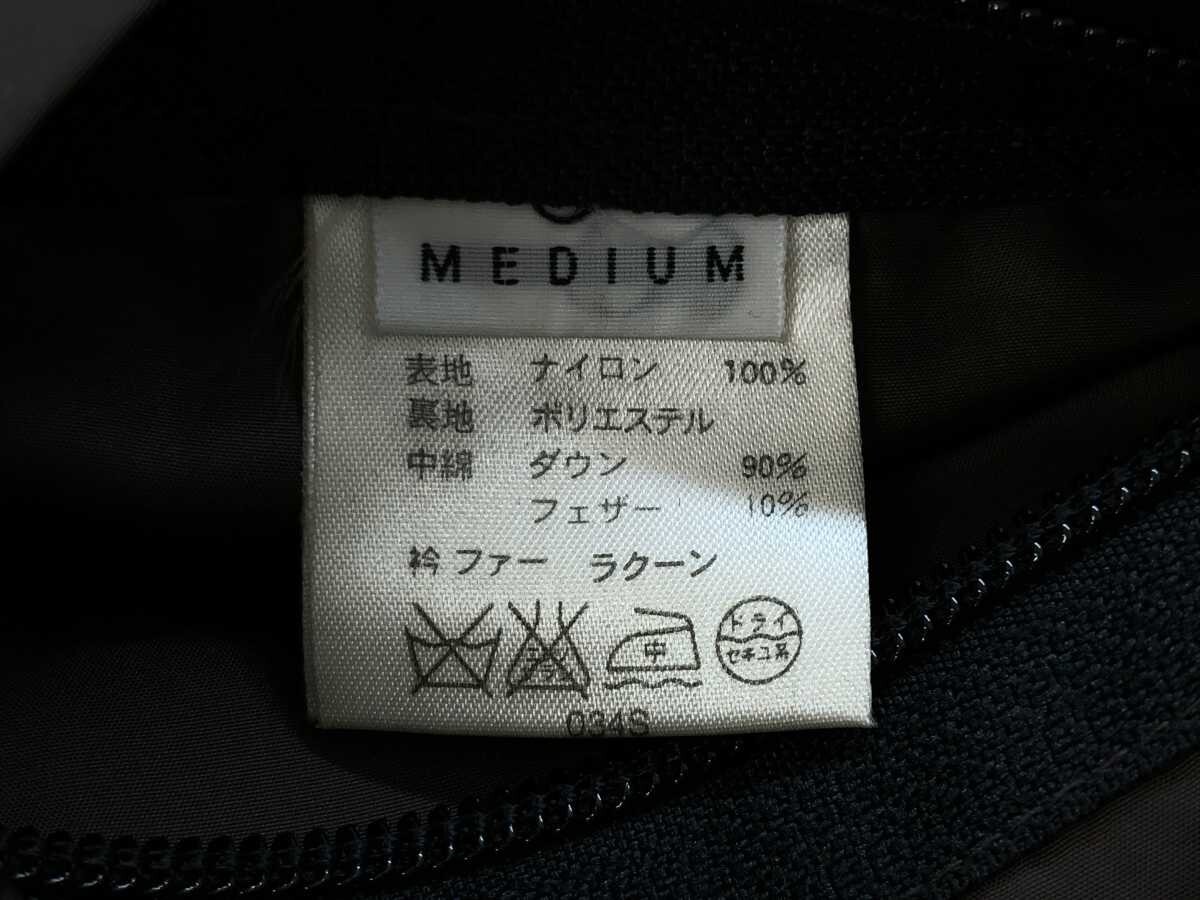 MEDIUM
表地 ナイロン 100%
裏地 ポリエステル
中綿 ダウン 90%
フェザー 10%
衿 ファー ラクーン
中 ドライ
セキユ系
034S